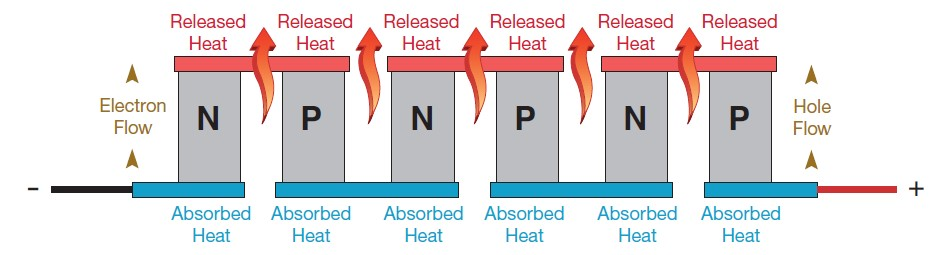 Released Released Released Released Released Released
Heat Heat Heat Heat Heat Heat
Electron
Flow
N P N P N P
Hole
Flow
- +
Absorbed Absorbed Absorbed Absorbed Absorbed Absorbed
Heat Heat Heat Heat Heat Heat